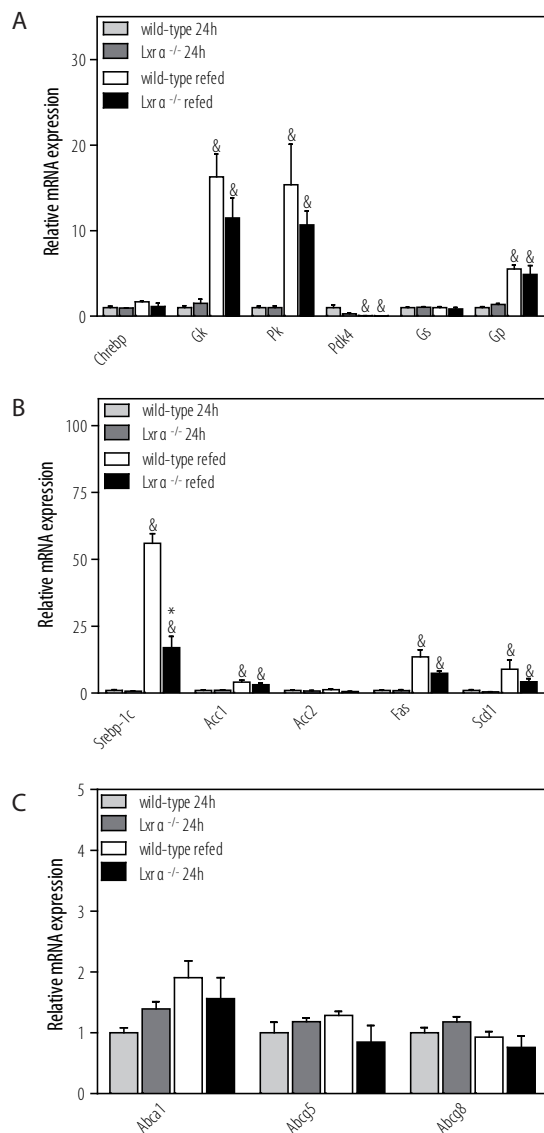 A
wild-type 24h
Lxr α -/- 24h
wild-type refed
Lxr α -/- refed
Relative mRNA expression
30
20
10
0
& & & & & & & &
Chrebp Gk Pk Pdk4 Gs Gp
B
wild-type 24h
Lxr α -/- 24h
wild-type refed
Lxr α -/- refed
Relative mRNA expression
100
75
50
25
0
& * & & & & & & &
Srebp-1c Acc1 Acc2 Fas Scd1
C
wild-type 24h
Lxr α -/- 24h
wild-type refed
Lxr α -/- 24h
Relative mRNA expression
5
4
3
2
1
0
Abca1 Abcg5 Abcg8